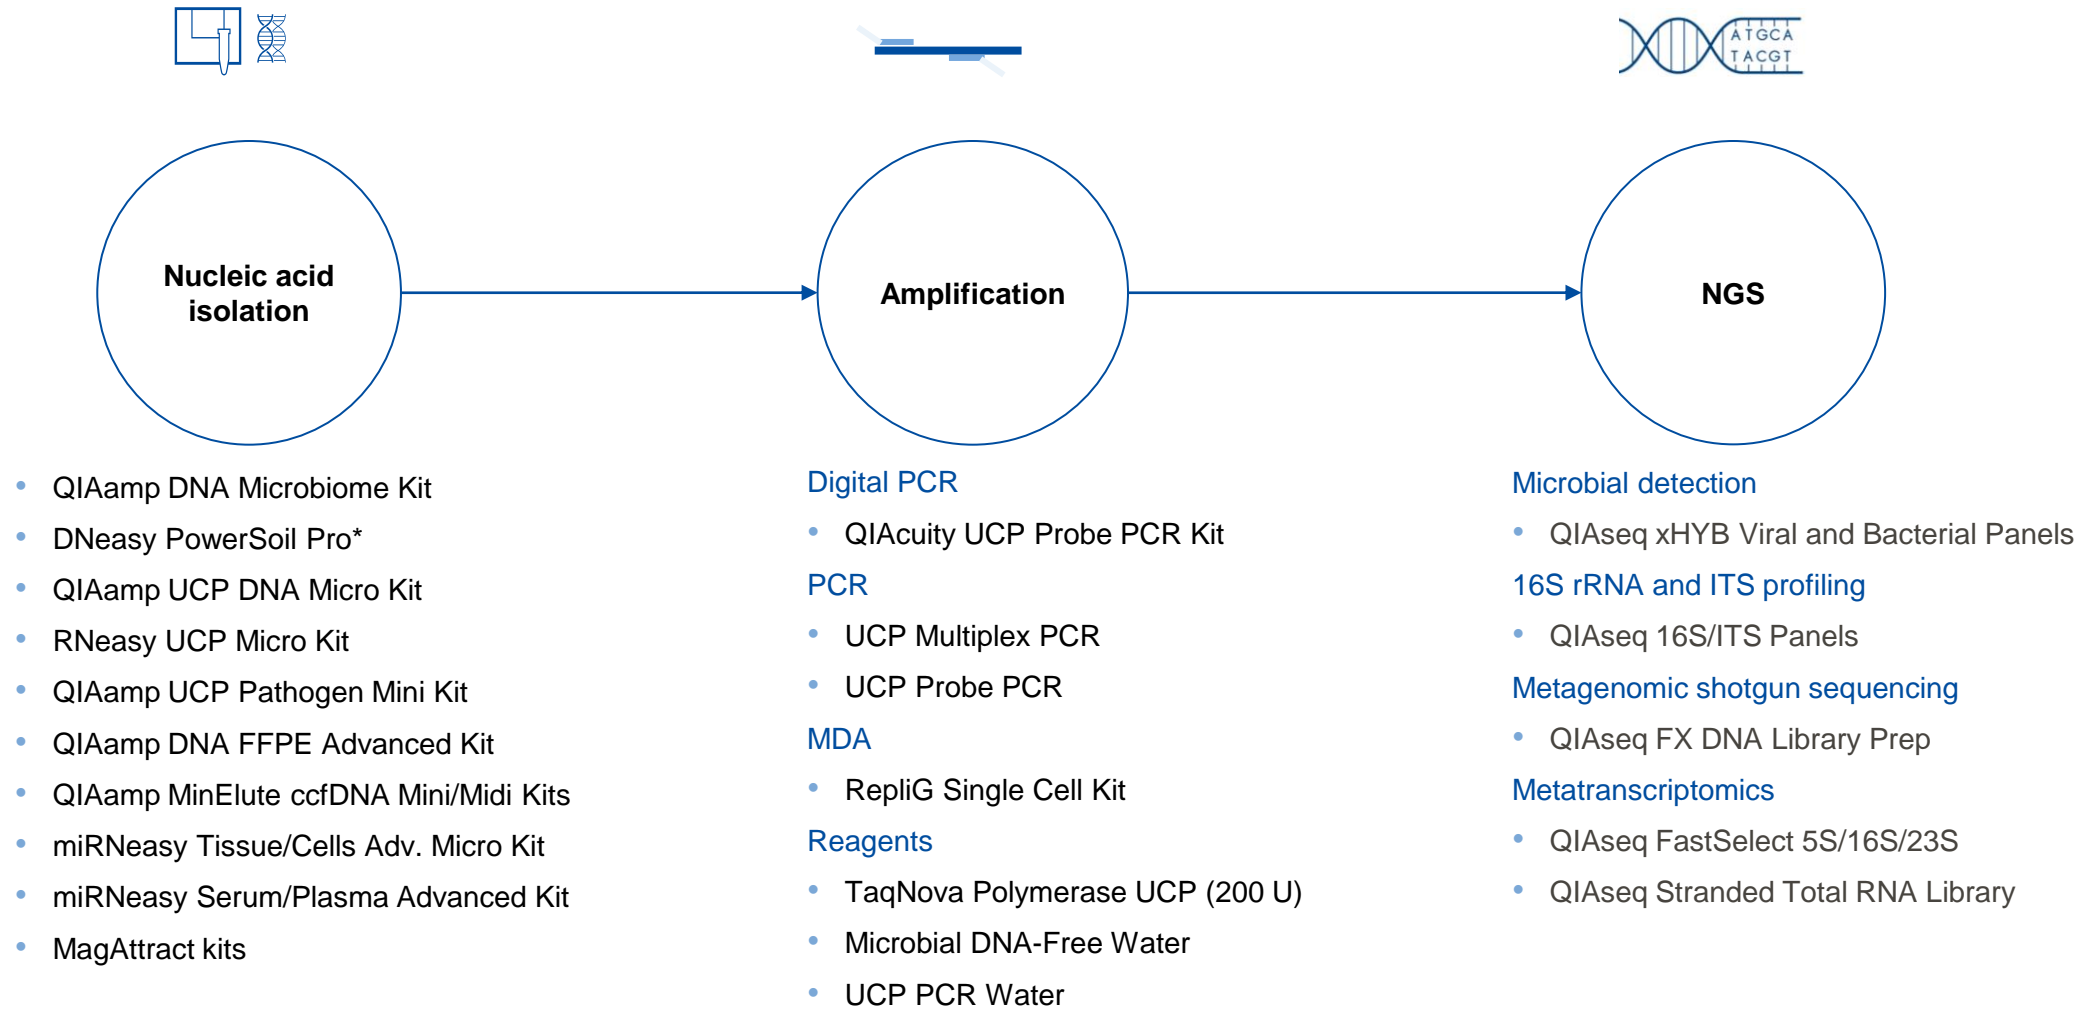 ATGCA
TACGT
Nucleic acid
isolation
Amplification
NGS
• QIAamp DNA Microbiome Kit
• DNeasy PowerSoil Pro*
• QIAamp UCP DNA Micro Kit
• RNeasy UCP Micro Kit
• QIAamp UCP Pathogen Mini Kit
• QIAamp DNA FFPE Advanced Kit
• QIAamp MinElute ccfDNA Mini/Midi Kits
• miRNeasy Tissue/Cells Adv. Micro Kit
• miRNeasy Serum/Plasma Advanced Kit
• MagAttract kits
Digital PCR
• QIAcuity UCP Probe PCR Kit
PCR
• UCP Multiplex PCR
• UCP Probe PCR
MDA
• RepliG Single Cell Kit
Reagents
• TaqNova Polymerase UCP (200 U)
• Microbial DNA-Free Water
• UCP PCR Water
Microbial detection
• QIAseq xHYB Viral and Bacterial Panels
16S rRNA and ITS profiling
• QIAseq 16S/ITS Panels
Metagenomic shotgun sequencing
• QIAseq FX DNA Library Prep
Metatranscriptomics
• QIAseq FastSelect 5S/16S/23S
• QIAseq Stranded Total RNA Library